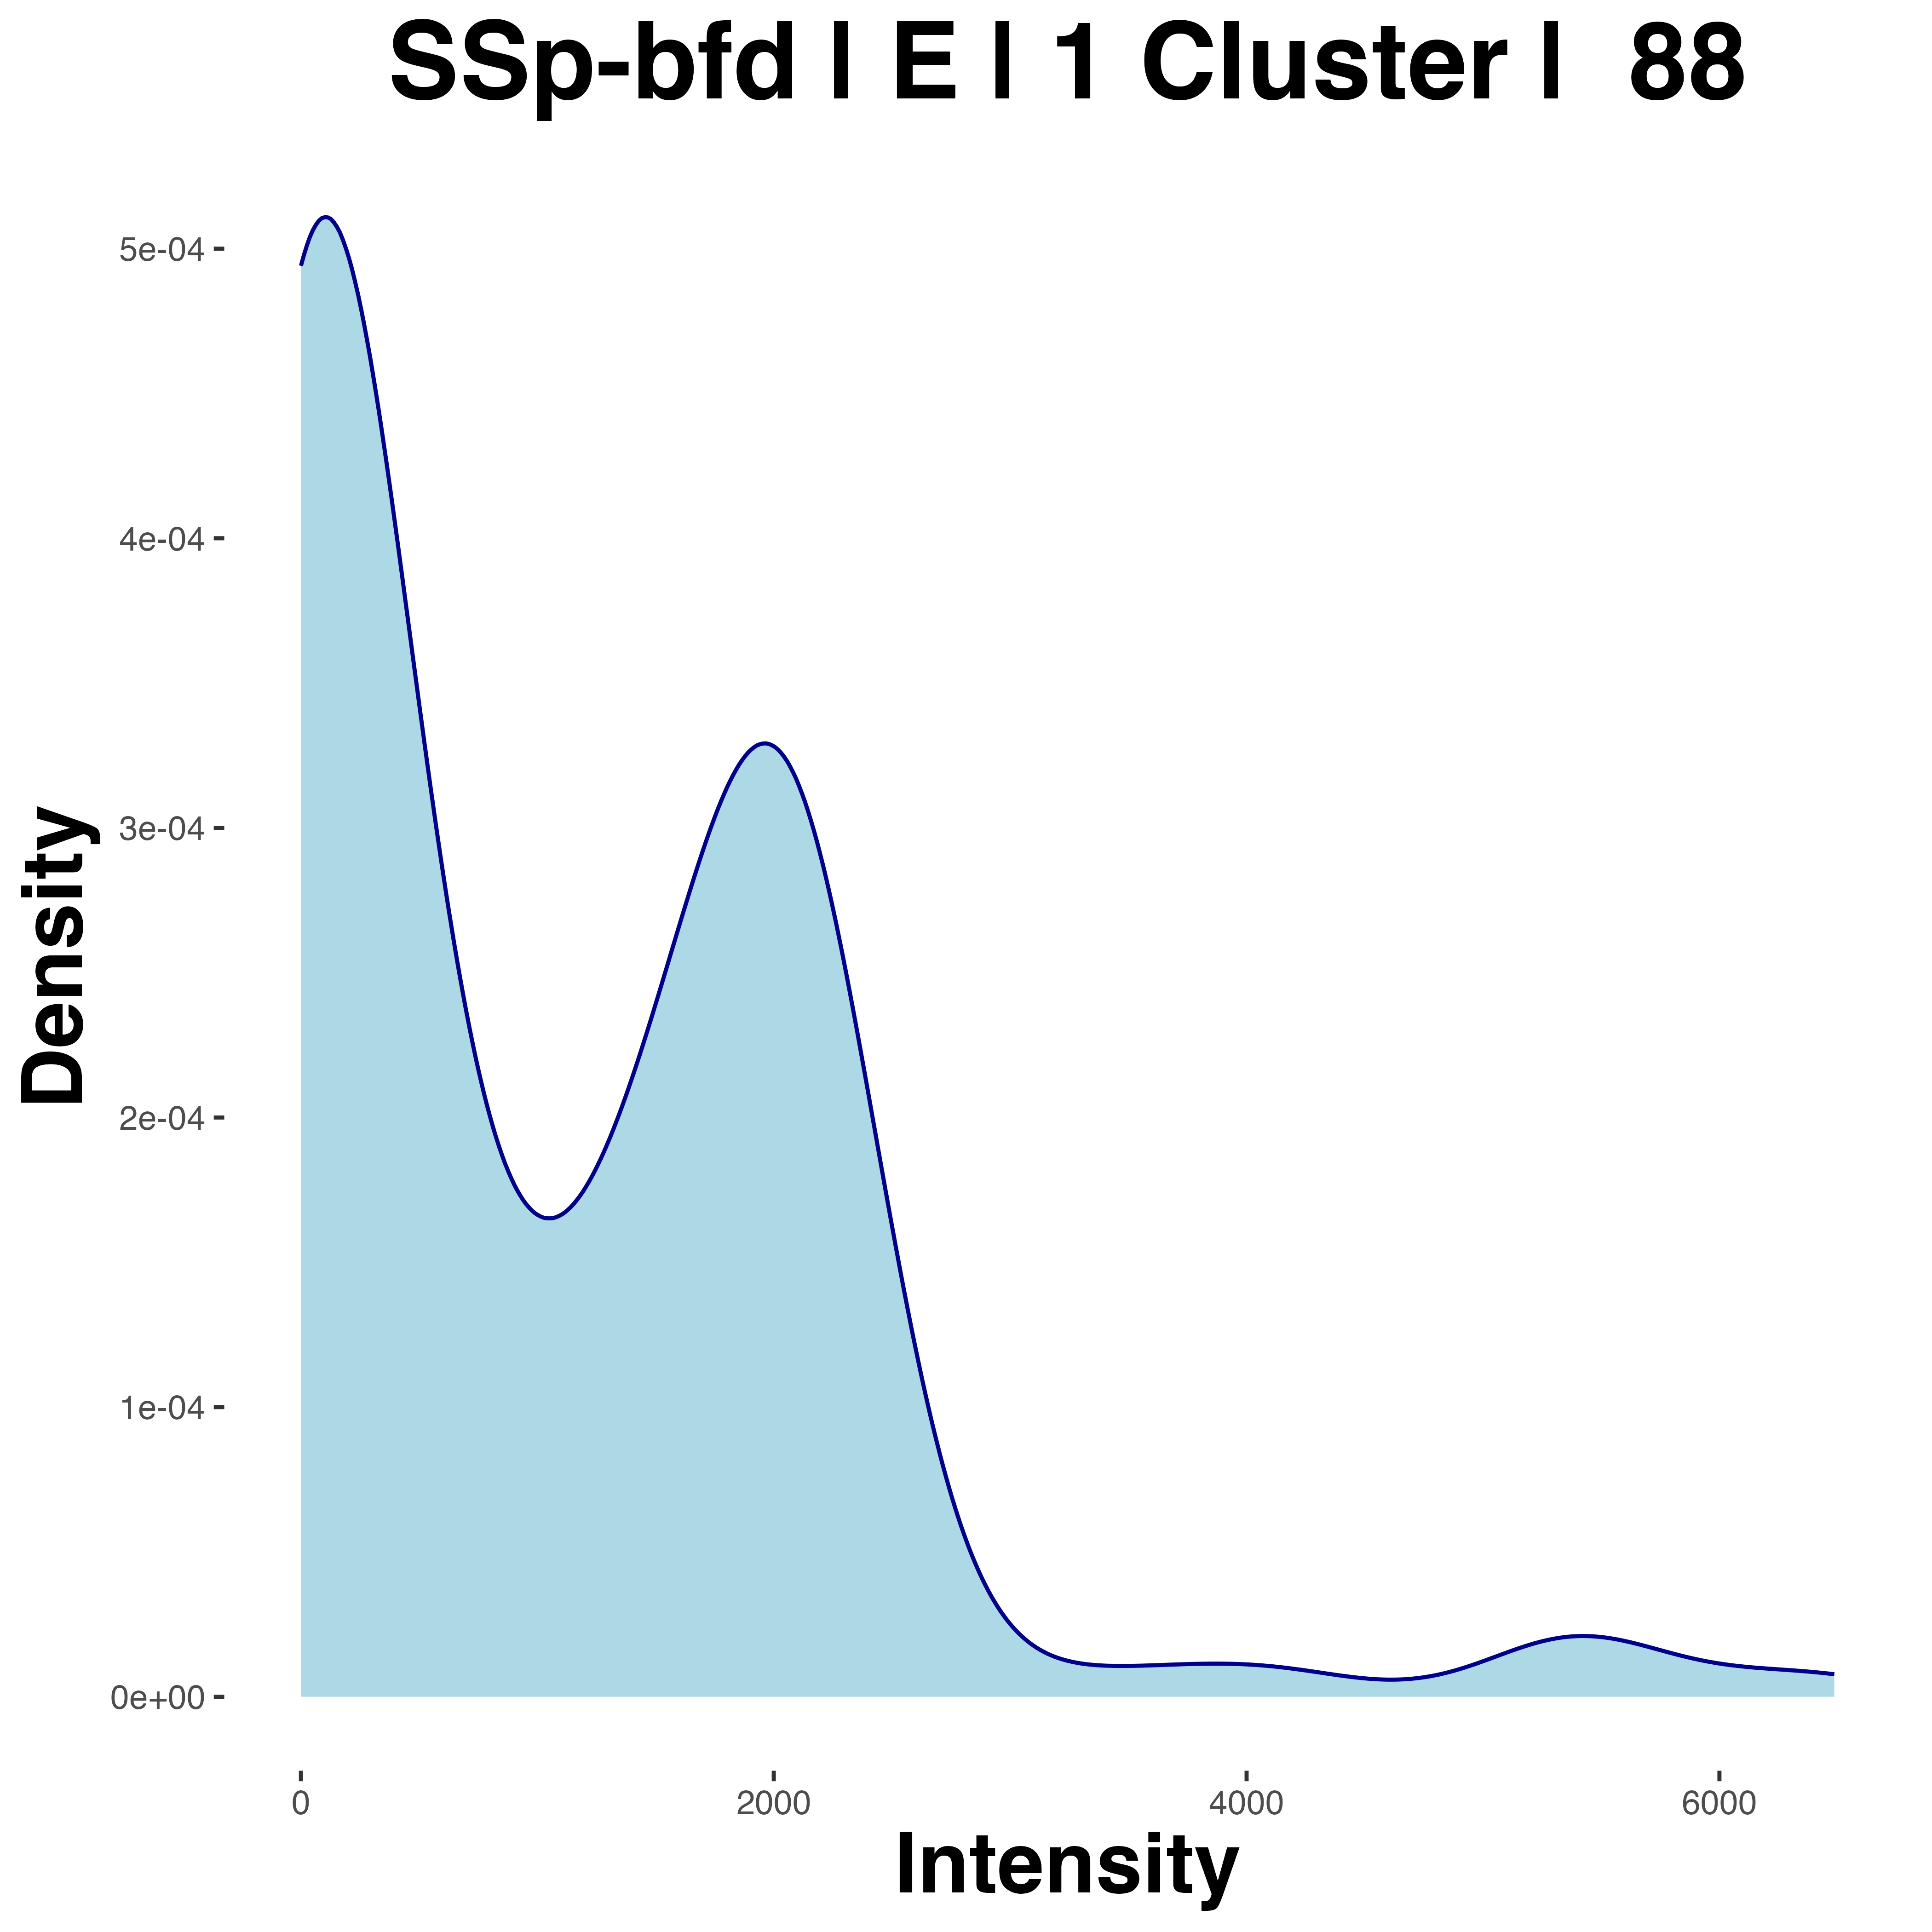 SSp-bfd | E | 1 Cluster |  88
5e-04
4e-04
3e-04
2e-04
1e-04
0e+00
Density
0 2000 4000 6000
Intensity